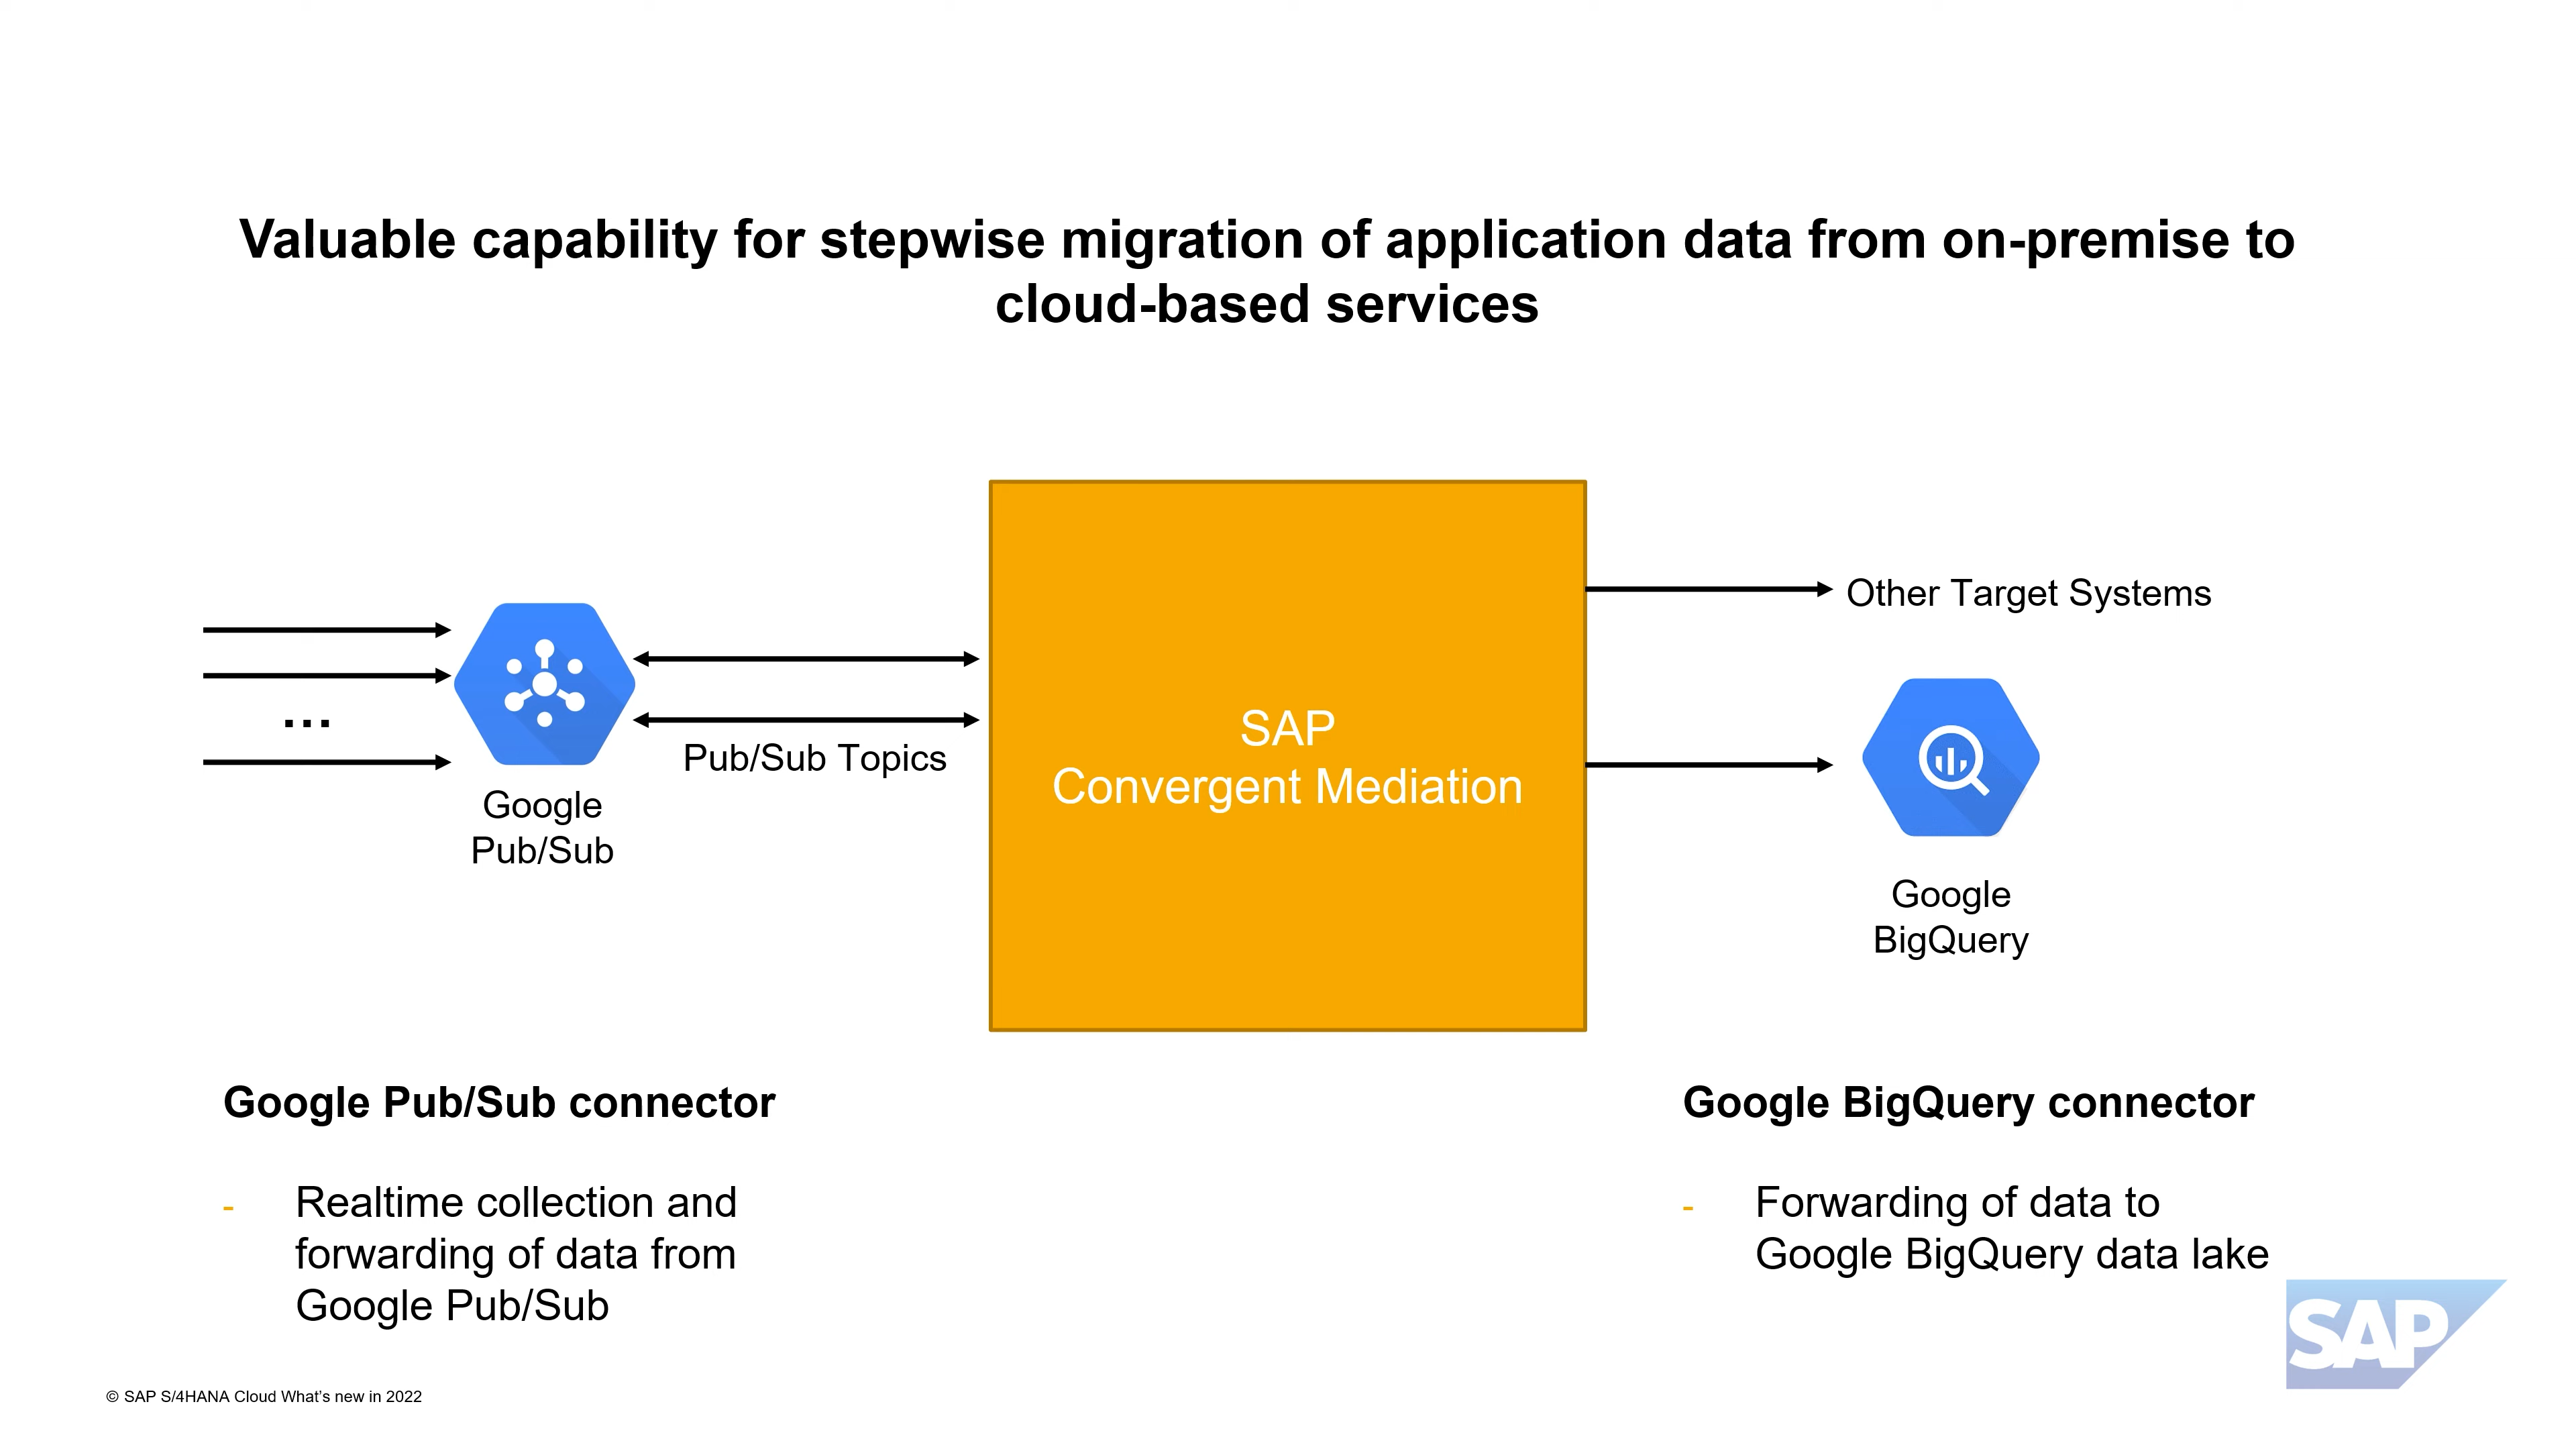 Valuable capability for stepwise migration of application data from on-premise to
cloud-based services
Other Target Systems
...
Pub/Sub Topics
Google
Pub/Sub
SAP
Convergent Mediation
Google
BigQuery
Google Pub/Sub connector
- Realtime collection and
forwarding of data from
Google Pub/Sub
Google BigQuery connector
- Forwarding of data to
Google BigQuery data lake
SAP
© SAP S/4HANA Cloud What’s new in 2022